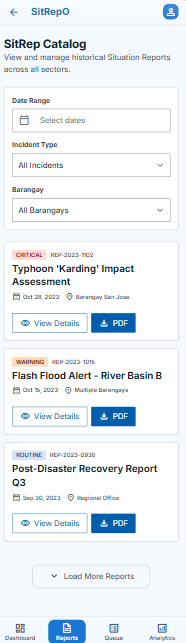 SitRepO
SitRep Catalog
View and manage historical Situation Reports
across all sectors.
Date Range
Select dates
Incident Type
All Incidents
Barangay
All Barangays
CRITICAL REP-2023-1102
Typhoon 'Karding' Impact
Assessment
Oct 28, 2023 Barangay San Jose
View Details PDF
WARNING REP-2023-1015
Flash Flood Alert - River Basin B
Oct 15, 2023 Multiple Barangays
View Details PDF
ROUTINE REP-2023-0930
Post-Disaster Recovery Report
Q3
Sep 30, 2023 Regional Office
View Details PDF
Load More Reports
Dashboard Reports Queue Analytics